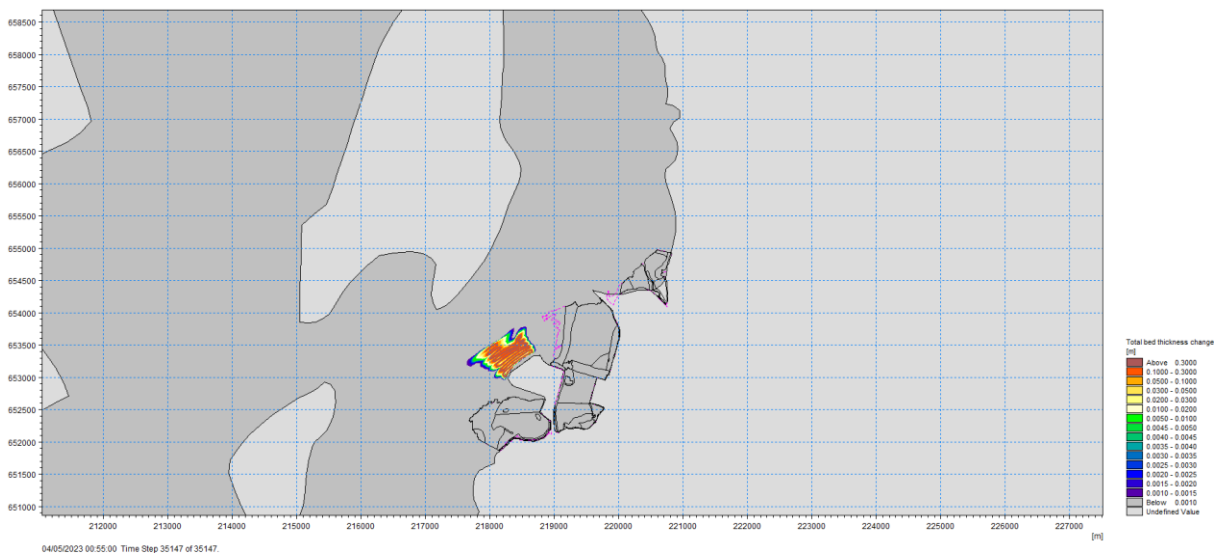 658500
658000
657500
657000
656500
656000
655500
655000
654500
654000
653500
653000
652500
652000
651500
651000
212000 213000 214000 215000 216000 217000 218000 219000 220000 221000 222000 223000 224000 225000 226000 227000
[m]
04/05/2023 00:55:00 Time Step 35147 of 35147.
Total bed thickness change
[m]
Above 0.3000
0.1000 - 0.3000
0.0500 - 0.1000
0.0300 - 0.0500
0.0200 - 0.0300
0.0100 - 0.0200
0.0050 - 0.0100
0.0045 - 0.0050
0.0040 - 0.0045
0.0035 - 0.0040
0.0030 - 0.0035
0.0025 - 0.0030
0.0020 - 0.0025
0.0015 - 0.0020
0.0010 - 0.0015
Below 0.0010
Undefined Value